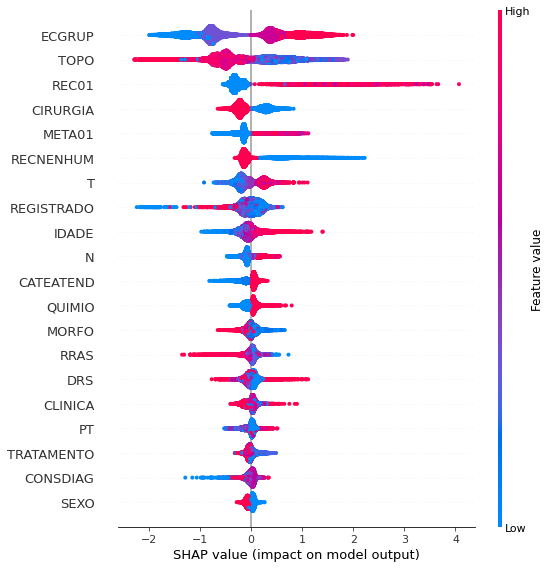 High
ECGRUP
TOPO
REC01
CIRURGIA
META01
RECNENHUM
T
REGISTRADO
IDADE
N
CATEATEND
QUIMIO
MORFO
RRAS
DRS
CLINICA
PT
TRATAMENTO
CONSDIAG
SEXO
Feature value
Low
−2 −1 0 1 2 3 4
SHAP value (impact on model output)